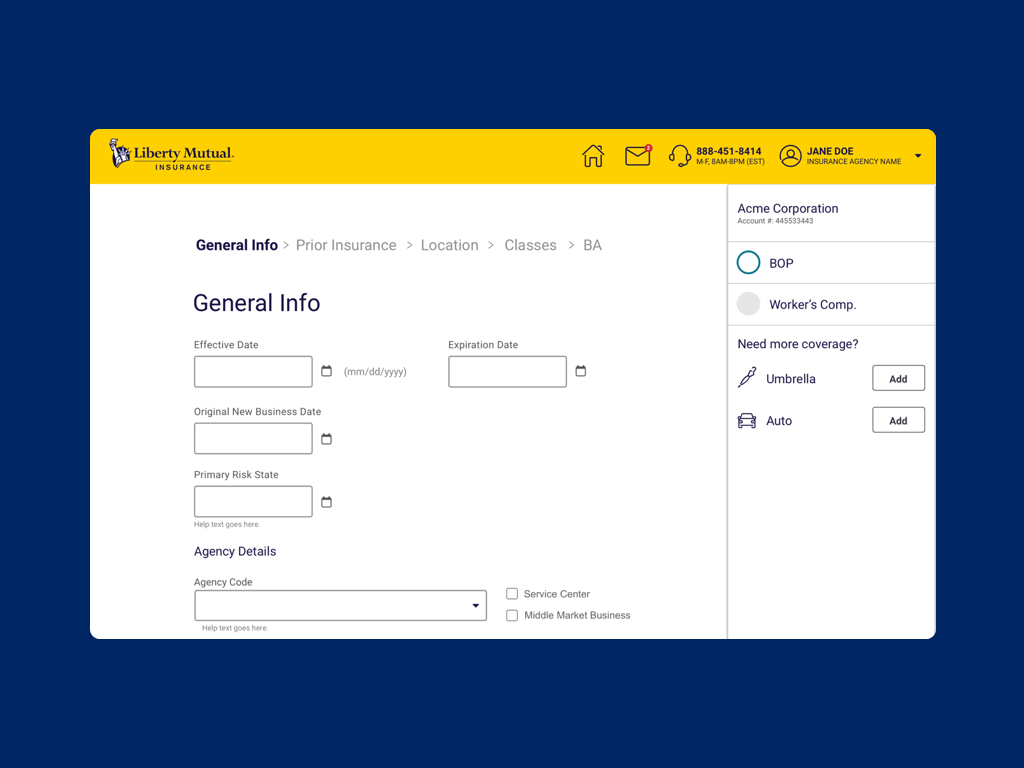 Liberty Mutual.
INSURANCE
2
888-451-8414
M-F, 8AM-8PM (EST)
JANE DOE
INSURANCE AGENCY NAME
General Info > Prior Insurance > Location > Classes > BA
General Info
Effective Date
(mm/dd/yyyy)
Expiration Date
Original New Business Date
Primary Risk State
Help text goes here.
Agency Details
Agency Code
Help text goes here.
Service Center
Middle Market Business
Acme Corporation
Account #: 445533443
BOP
Worker's Comp.
Need more coverage?
Umbrella
Add
Auto
Add